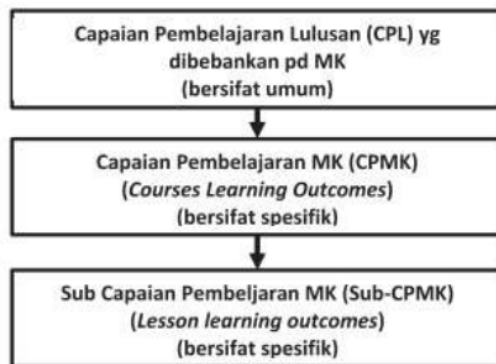 Capaian Pembelajaran Lulusan (CPL) yg
dibebankan pd MK
(bersifat umum)
Capaian Pembelajaran MK (CPMK)
(Courses Learning Outcomes)
(bersifat spesifik)
Sub Capaian Pembeljaran MK (Sub-CPMK)
(Lesson learning outcomes)
(bersifat spesifik)